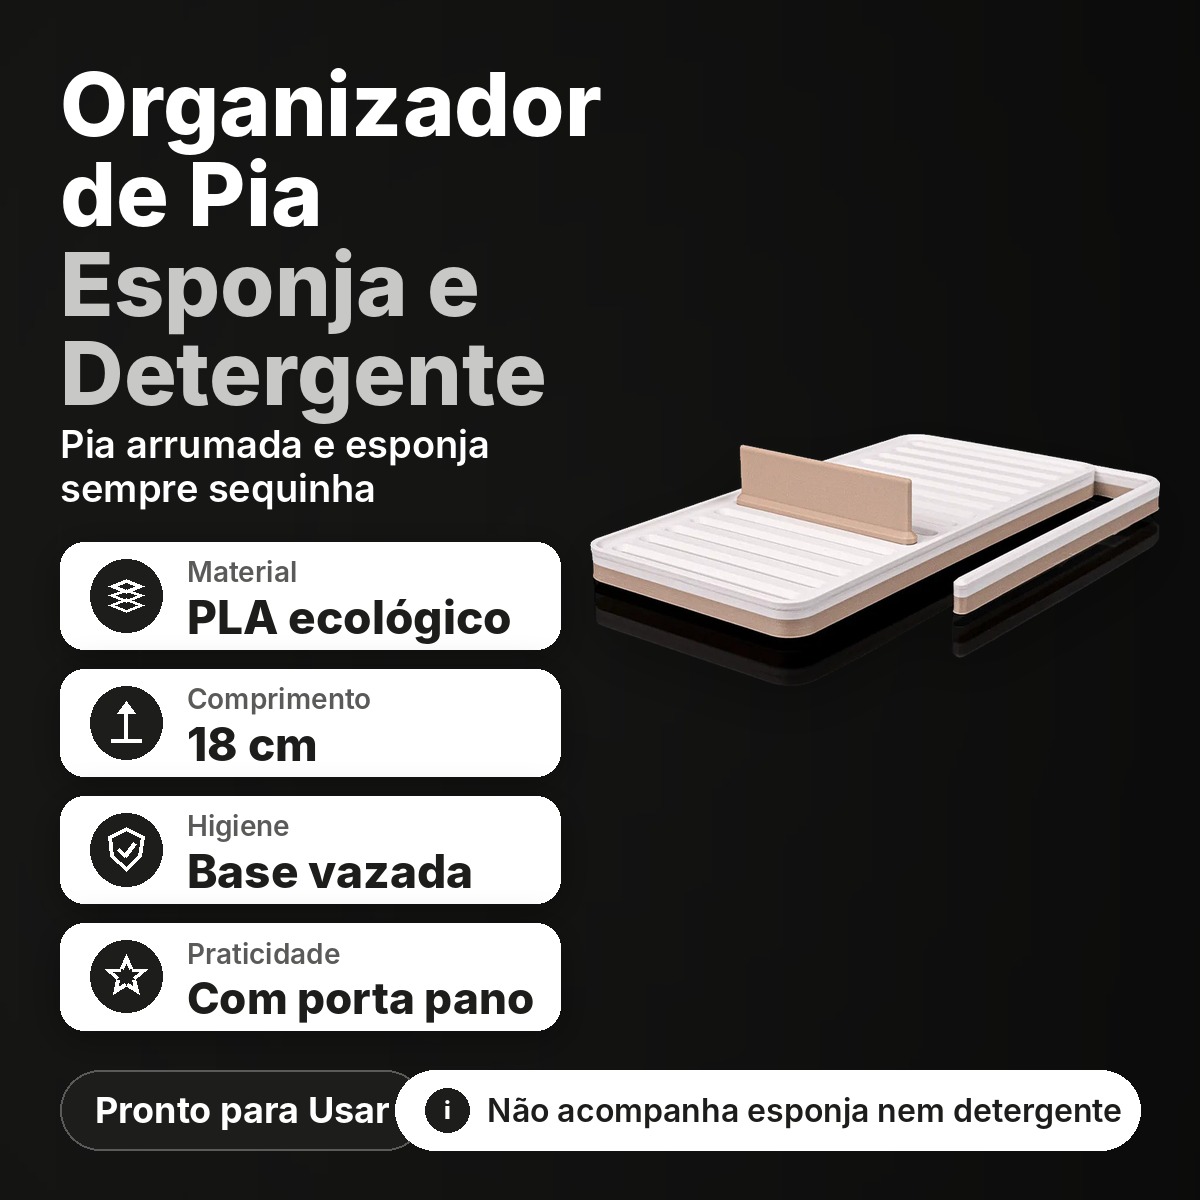 Organizador
de Pia
Esponja e
Detergente
Pia arrumada e esponja
sempre sequinha
Material
PLA ecológico
Comprimento
18 cm
Higiene
Base vazada
Praticidade
Com porta pano
Pronto para Usar
i Não acompanha esponja nem detergente